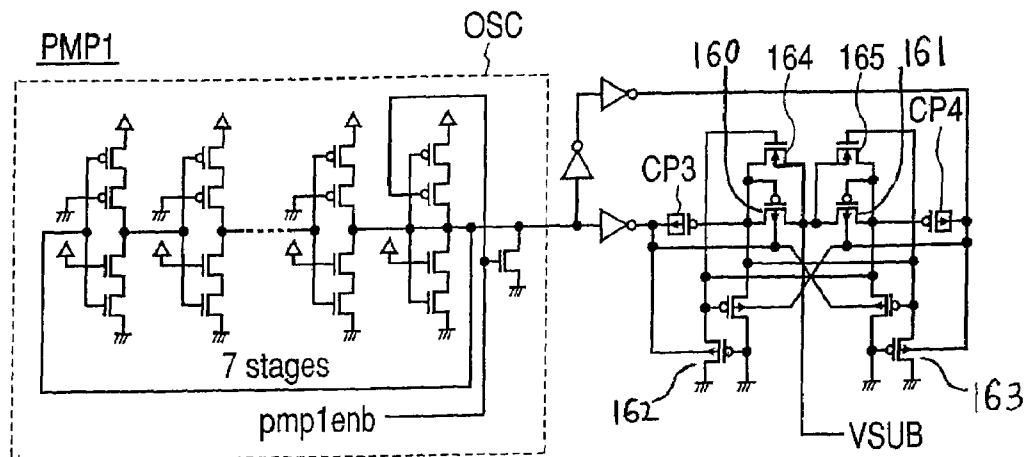 OSC
PMP1
160
164
165
161
CP3
CP4
7 stages
pmp1enb
162
163
VSUB